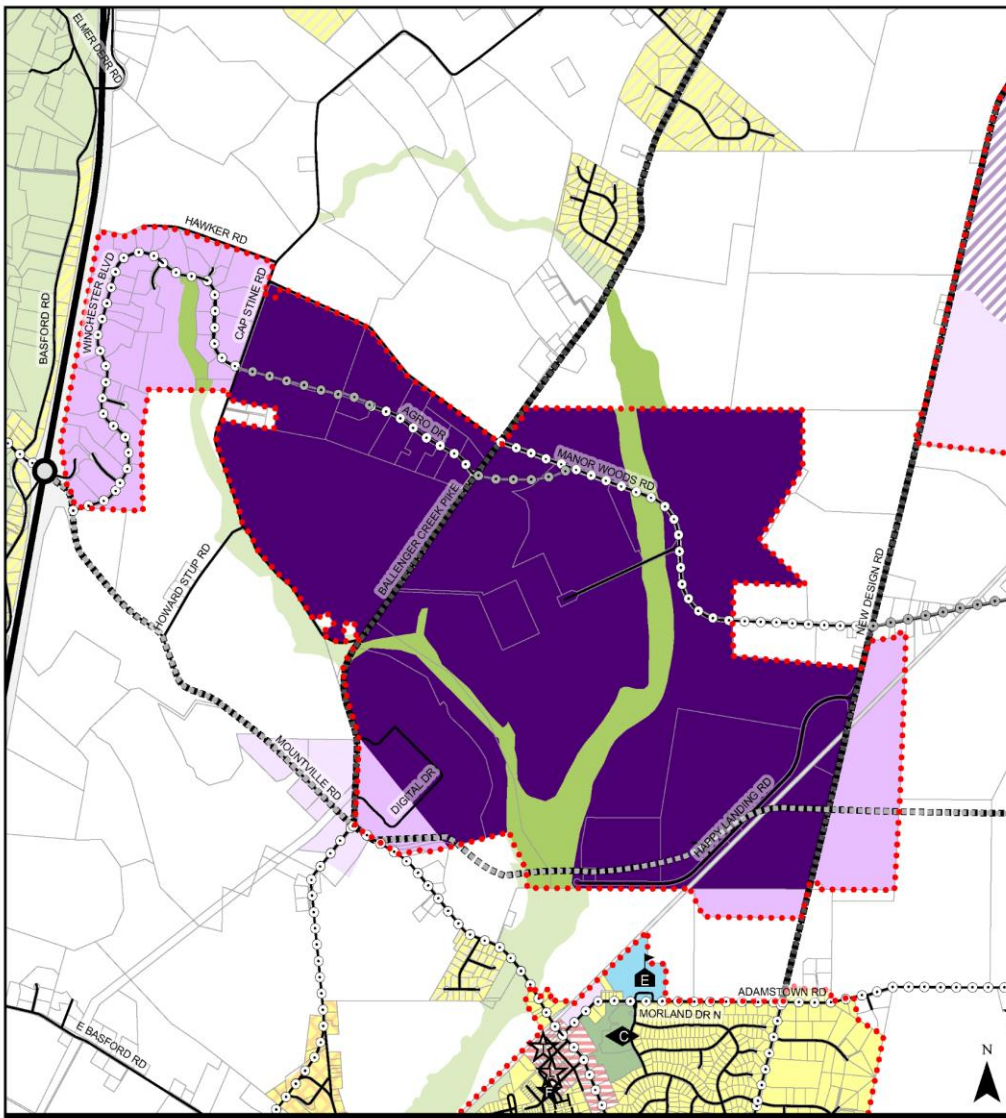 ELMER DERR RD
HAWKER RD
WINCHESTER BLVD
CAP STINE RD
BASFORD RD
AGRO DR
MANOR WOODS RD
BALLENGER CREEK PIKE
HOWARD STUP RD
NEW DESIGN RD
MOUNTVILLE RD
DIGITAL DR
HAPPY LANDING RD
E
ADAMSTOWN RD
MORLAND DR N
C
E BASFORD RD
N